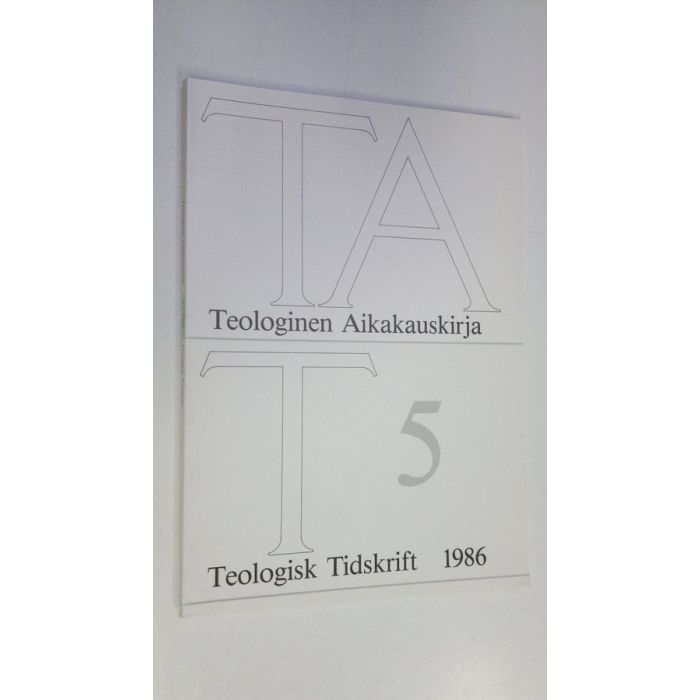 TA
Teologinen Aikakauskirja
T
5
Teologisk Tidskrift 1986